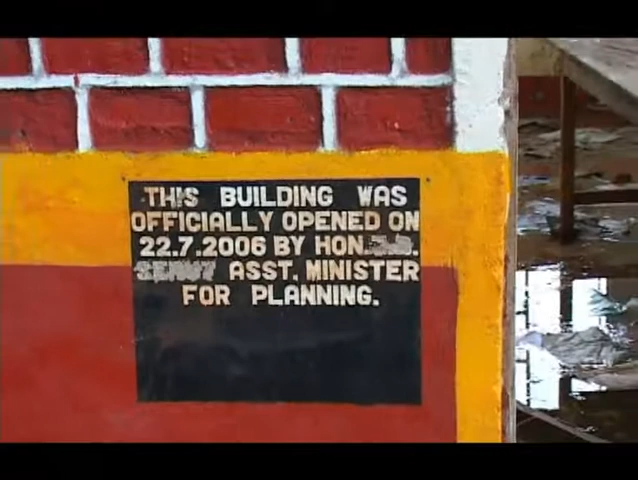 THIS BUILDING WAS
OFFICIALLY OPENED ON
22.7.2006 BY HON.
ASST. MINISTER
FOR PLANNING.